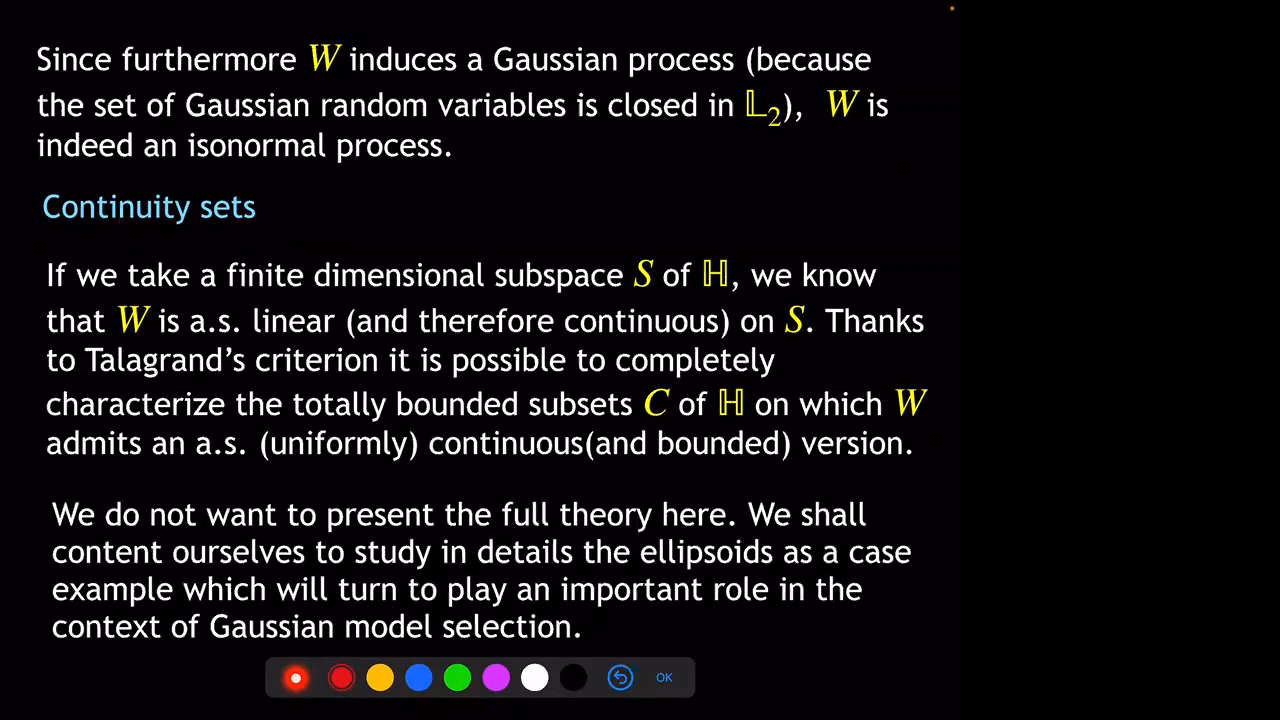 Since furthermore W induces a Gaussian process (because
the set of Gaussian random variables is closed in 𝕃₂), W is
indeed an isonormal process.
Continuity sets
If we take a finite dimensional subspace S of ℍ, we know
that W is a.s. linear (and therefore continuous) on S. Thanks
to Talagrand’s criterion it is possible to completely
characterize the totally bounded subsets C of ℍ on which W
admits an a.s. (uniformly) continuous(and bounded) version.
We do not want to present the full theory here. We shall
content ourselves to study in details the ellipsoids as a case
example which will turn to play an important role in the
context of Gaussian model selection.
OK